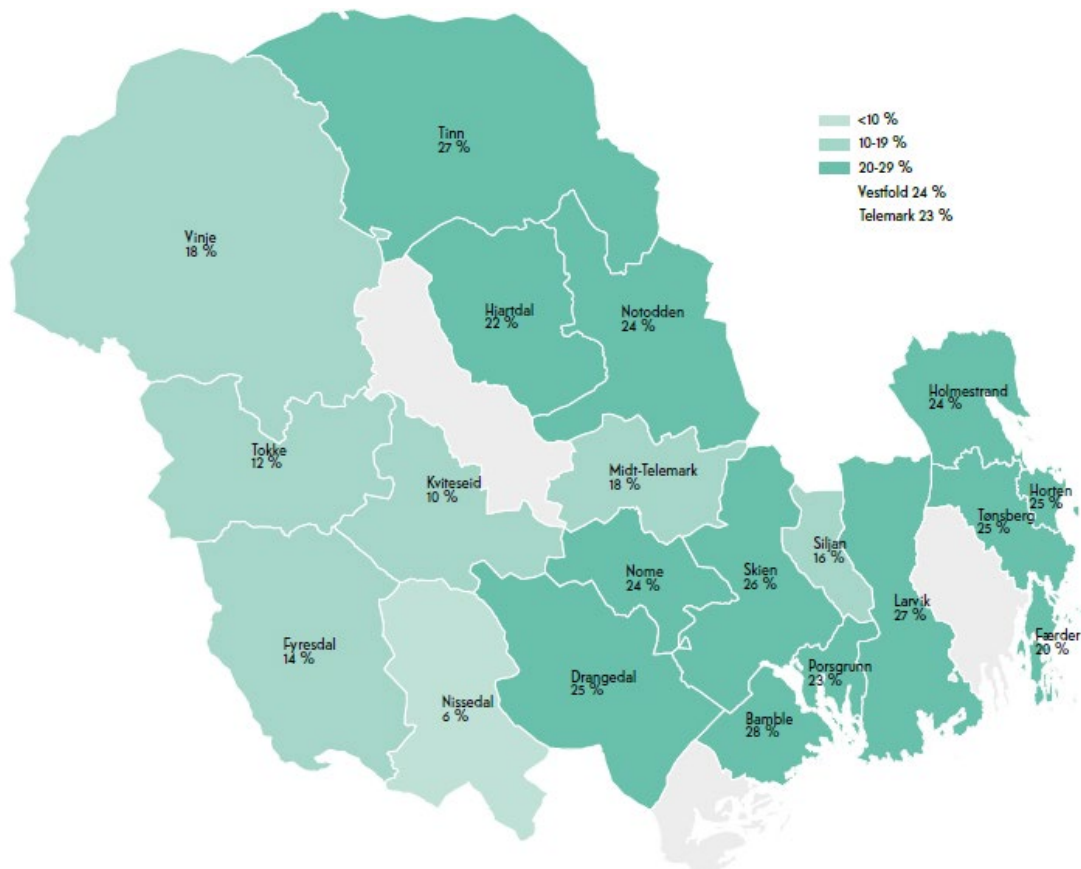 Tinn
27 %
<10 %
10-19 %
20-29 %
Vestfold 24 %
Telemark 23 %
Vinje
18 %
Hjartdal
22 %
Notodden
24 %
Holmestrand
24 %
Tokke
12 %
Kviteseid
10 %
Midt-Telemark
18 %
Horten
25 %
Tønsberg
25 %
Siljan
16 %
Nome
24 %
Skien
26 %
Larvik
27 %
Færder
20 %
Fyresdal
14 %
Nissedal
6 %
Drangedal
25 %
Porsgrunn
23 %
Bamble
28 %